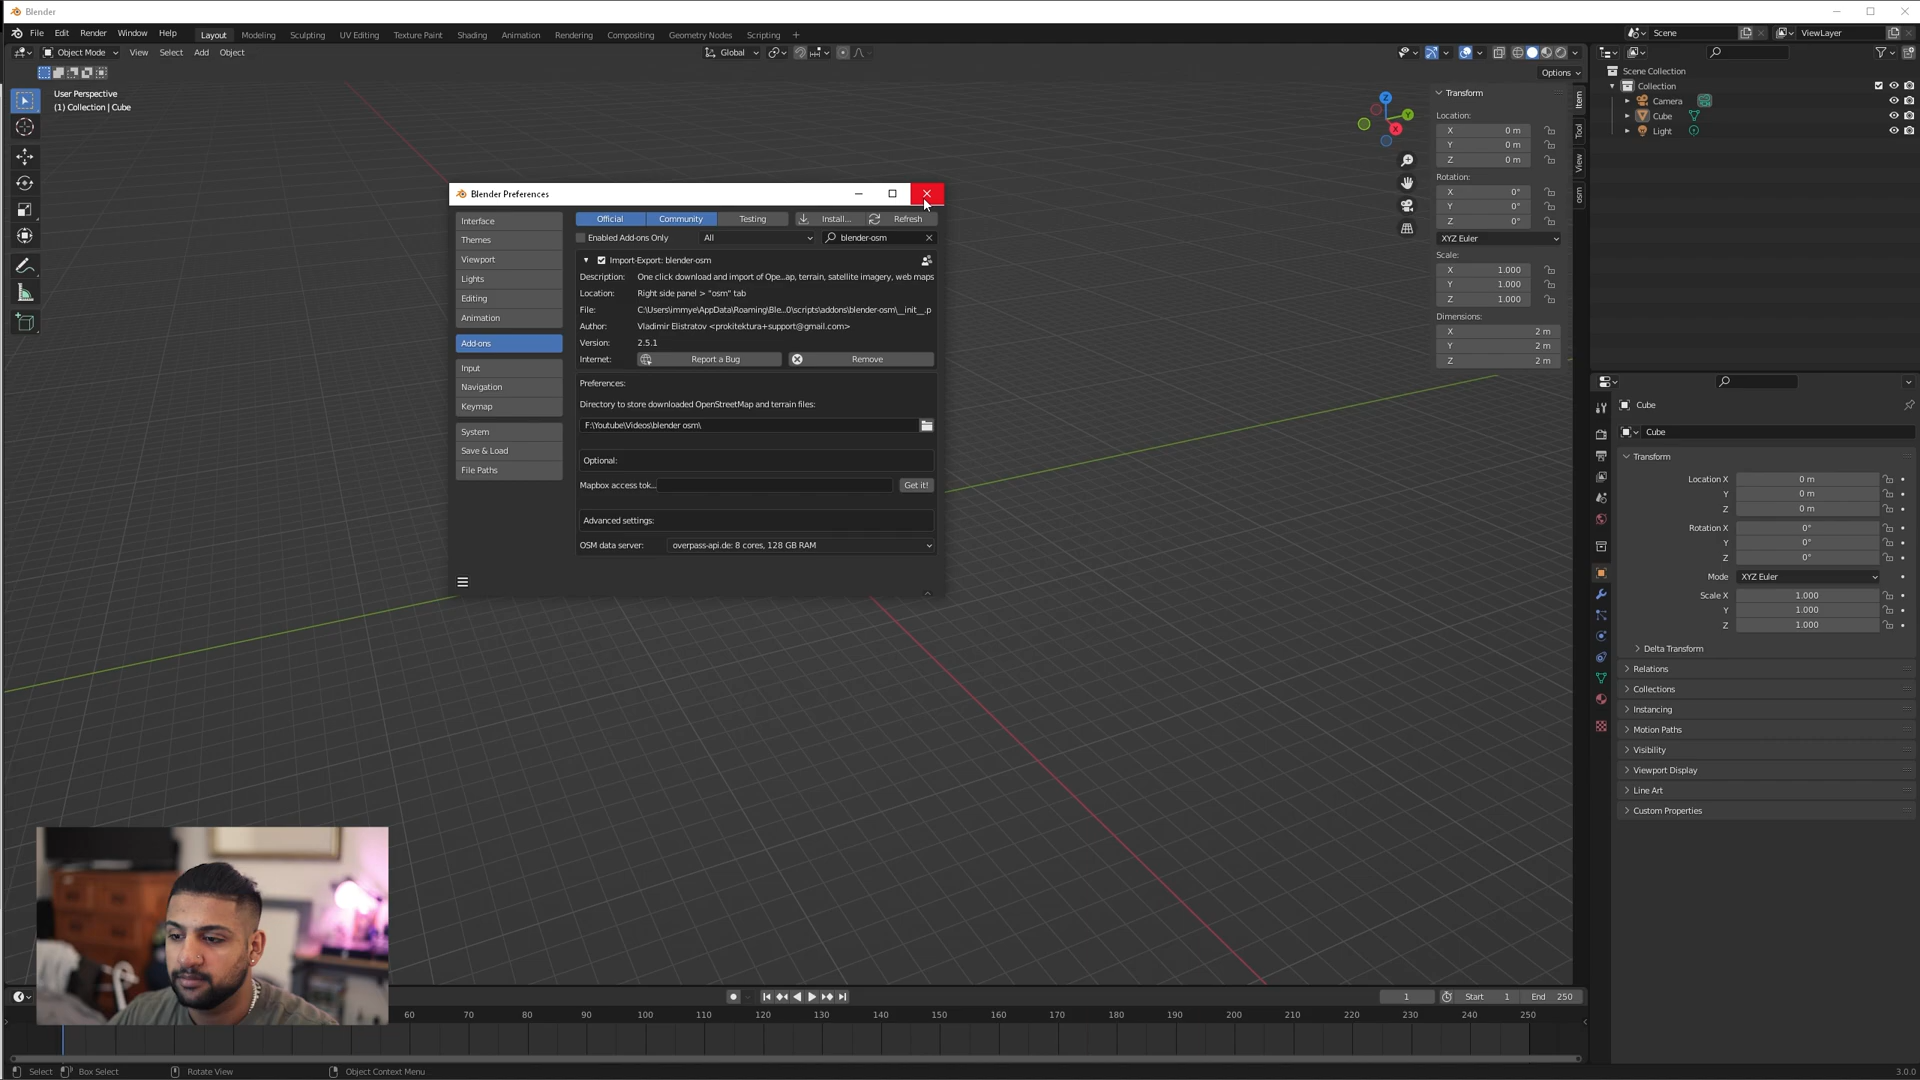 Blender
File Edit Render Window Help Layout Modeling Sculpting UV Editing Texture Paint Shading Animation Rendering Compositing Geometry Nodes Scripting + Scene ViewLayer
Object Mode View Select Add Object Global
Options
User Perspective
(1) Collection | Cube
Transform
Location:
X 0 m
Y 0 m
Z 0 m
Rotation:
X 0°
Y 0°
Z 0°
XYZ Euler
Scale:
X 1.000
Y 1.000
Z 1.000
Dimensions:
X 2 m
Y 2 m
Z 2 m
Item
Tool
View
osm
Z
Y
X
Scene Collection
Collection
Camera
Cube
Light
Blender Preferences
Interface
Themes
Viewport
Lights
Editing
Animation
Add-ons
Input
Navigation
Keymap
System
Save & Load
File Paths
Official Community Testing Install... Refresh
Enabled Add-ons Only All blender-osm
Import-Export: blender-osm
Description: One click download and import of Ope...ap, terrain, satellite imagery, web maps
Location: Right side panel > "osm" tab
File: C:\Users\immye\AppData\Roaming\Ble...0\scripts\addons\blender-osm\__init__.p
Author: Vladimir Elistratov <prokitektura+support@gmail.com>
Version: 2.5.1
Internet: Report a Bug Remove
Preferences:
Directory to store downloaded OpenStreetMap and terrain files:
F:\Youtube\Videos\blender osm\
Optional:
Mapbox access tok... Get it!
Advanced settings:
OSM data server: overpass-api.de: 8 cores, 128 GB RAM
Cube
Cube
Transform
Location X 0 m
Y 0 m
Z 0 m
Rotation X 0°
Y 0°
Z 0°
Mode XYZ Euler
Scale X 1.000
Y 1.000
Z 1.000
Delta Transform
Relations
Collections
Instancing
Motion Paths
Visibility
Viewport Display
Line Art
Custom Properties
1 Start 1 End 250
60 70 80 90 100 110 120 130 140 150 160 170 180 190 200 210 220 230 240 250
Select Box Select Rotate View Object Context Menu 3.0.0